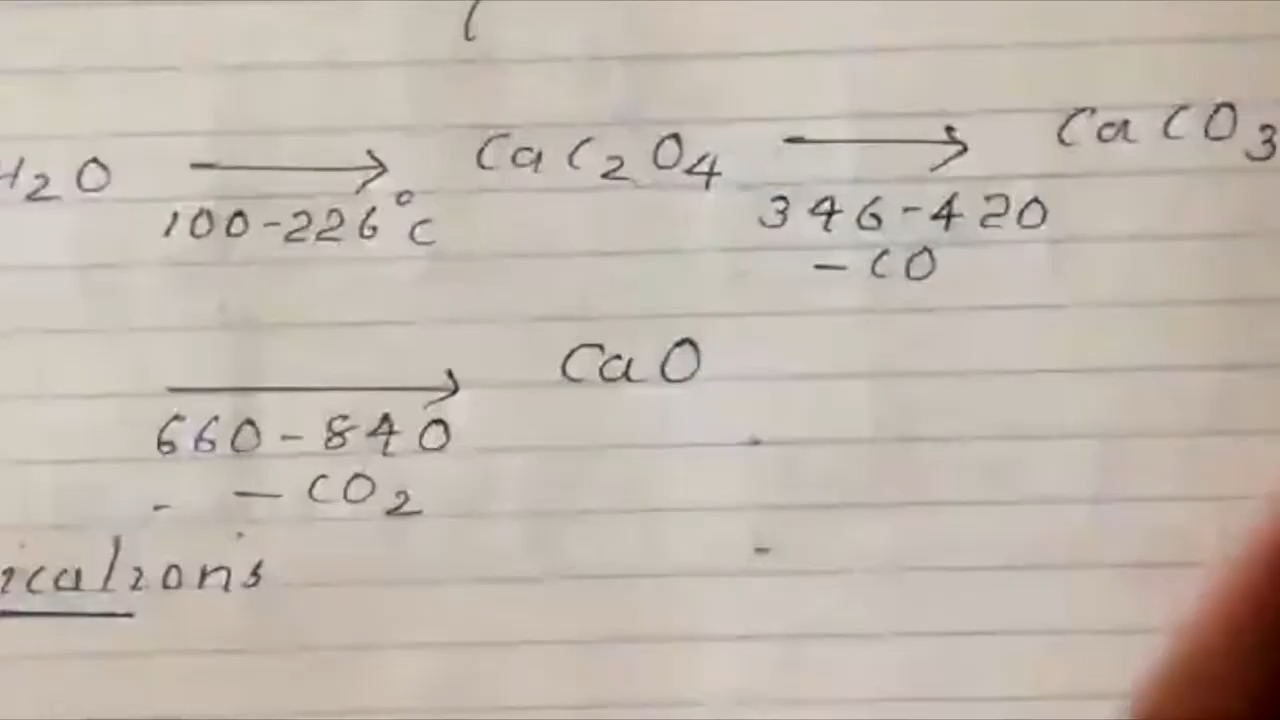 H₂O ⟶ CaC₂O₄ ⟶ CaCO₃
100-226°C 346-420
-CO
⟶ CaO
660-840
-CO₂